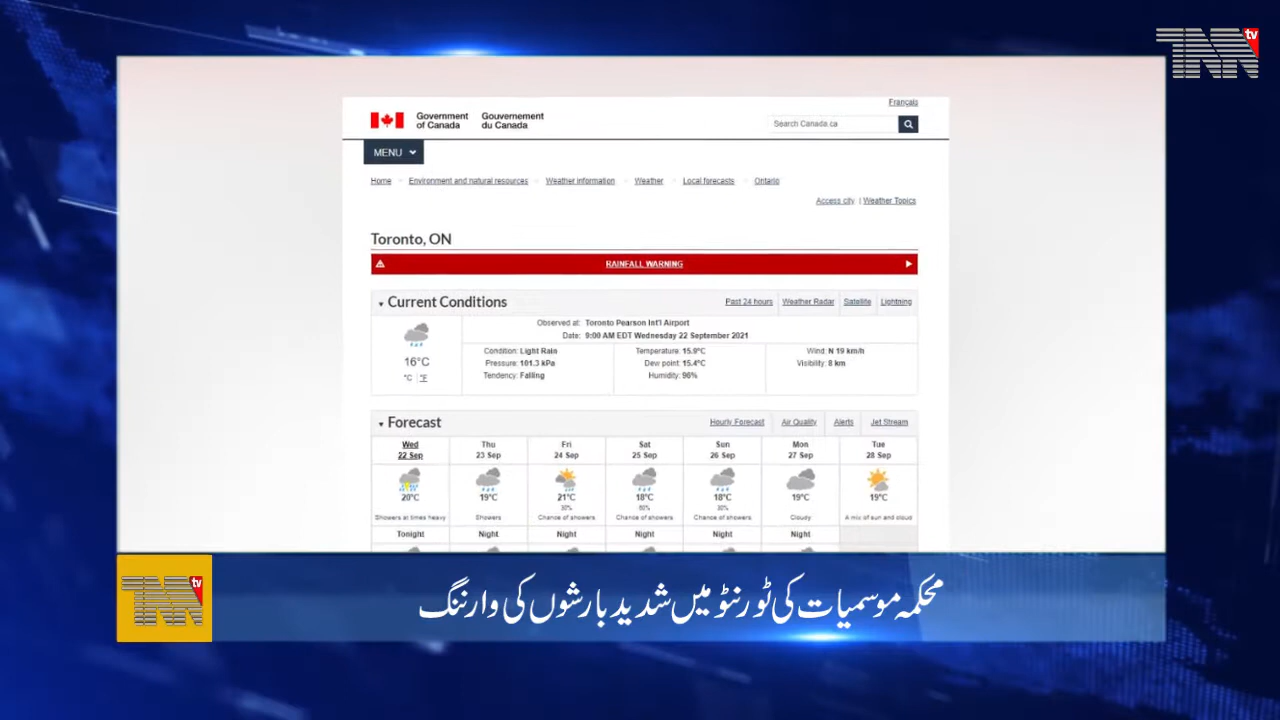 TNN tv
Français
Government of Canada
Gouvernement du Canada
Search Canada.ca
MENU
Home Environment and natural resources Weather information Weather Local forecasts Ontario
Access city | Weather Topics
Toronto, ON
RAINFALL WARNING
Current Conditions
Past 24 hours Weather Radar Satellite Lightning
Observed at: Toronto Pearson Int'l Airport
Date: 9:00 AM EDT Wednesday 22 September 2021
16°C
°C °F
Condition: Light Rain
Pressure: 101.3 kPa
Tendency: Falling
Temperature: 15.9°C
Dew point: 15.4°C
Humidity: 96%
Wind: N 19 km/h
Visibility: 8 km
Forecast
Hourly Forecast Air Quality Alerts Jet Stream
Wed Thu Fri Sat Sun Mon Tue
22 Sep 23 Sep 24 Sep 25 Sep 26 Sep 27 Sep 28 Sep
20°C 19°C 21°C 18°C 18°C 19°C 19°C
30% 60% 30%
Showers at times heavy Showers Chance of showers Chance of showers Chance of showers Cloudy A mix of sun and cloud
Tonight Night Night Night Night Night
TNN tv
محکمہ موسمیات کی ٹورنٹو میں شدید بارشوں کی وارننگ